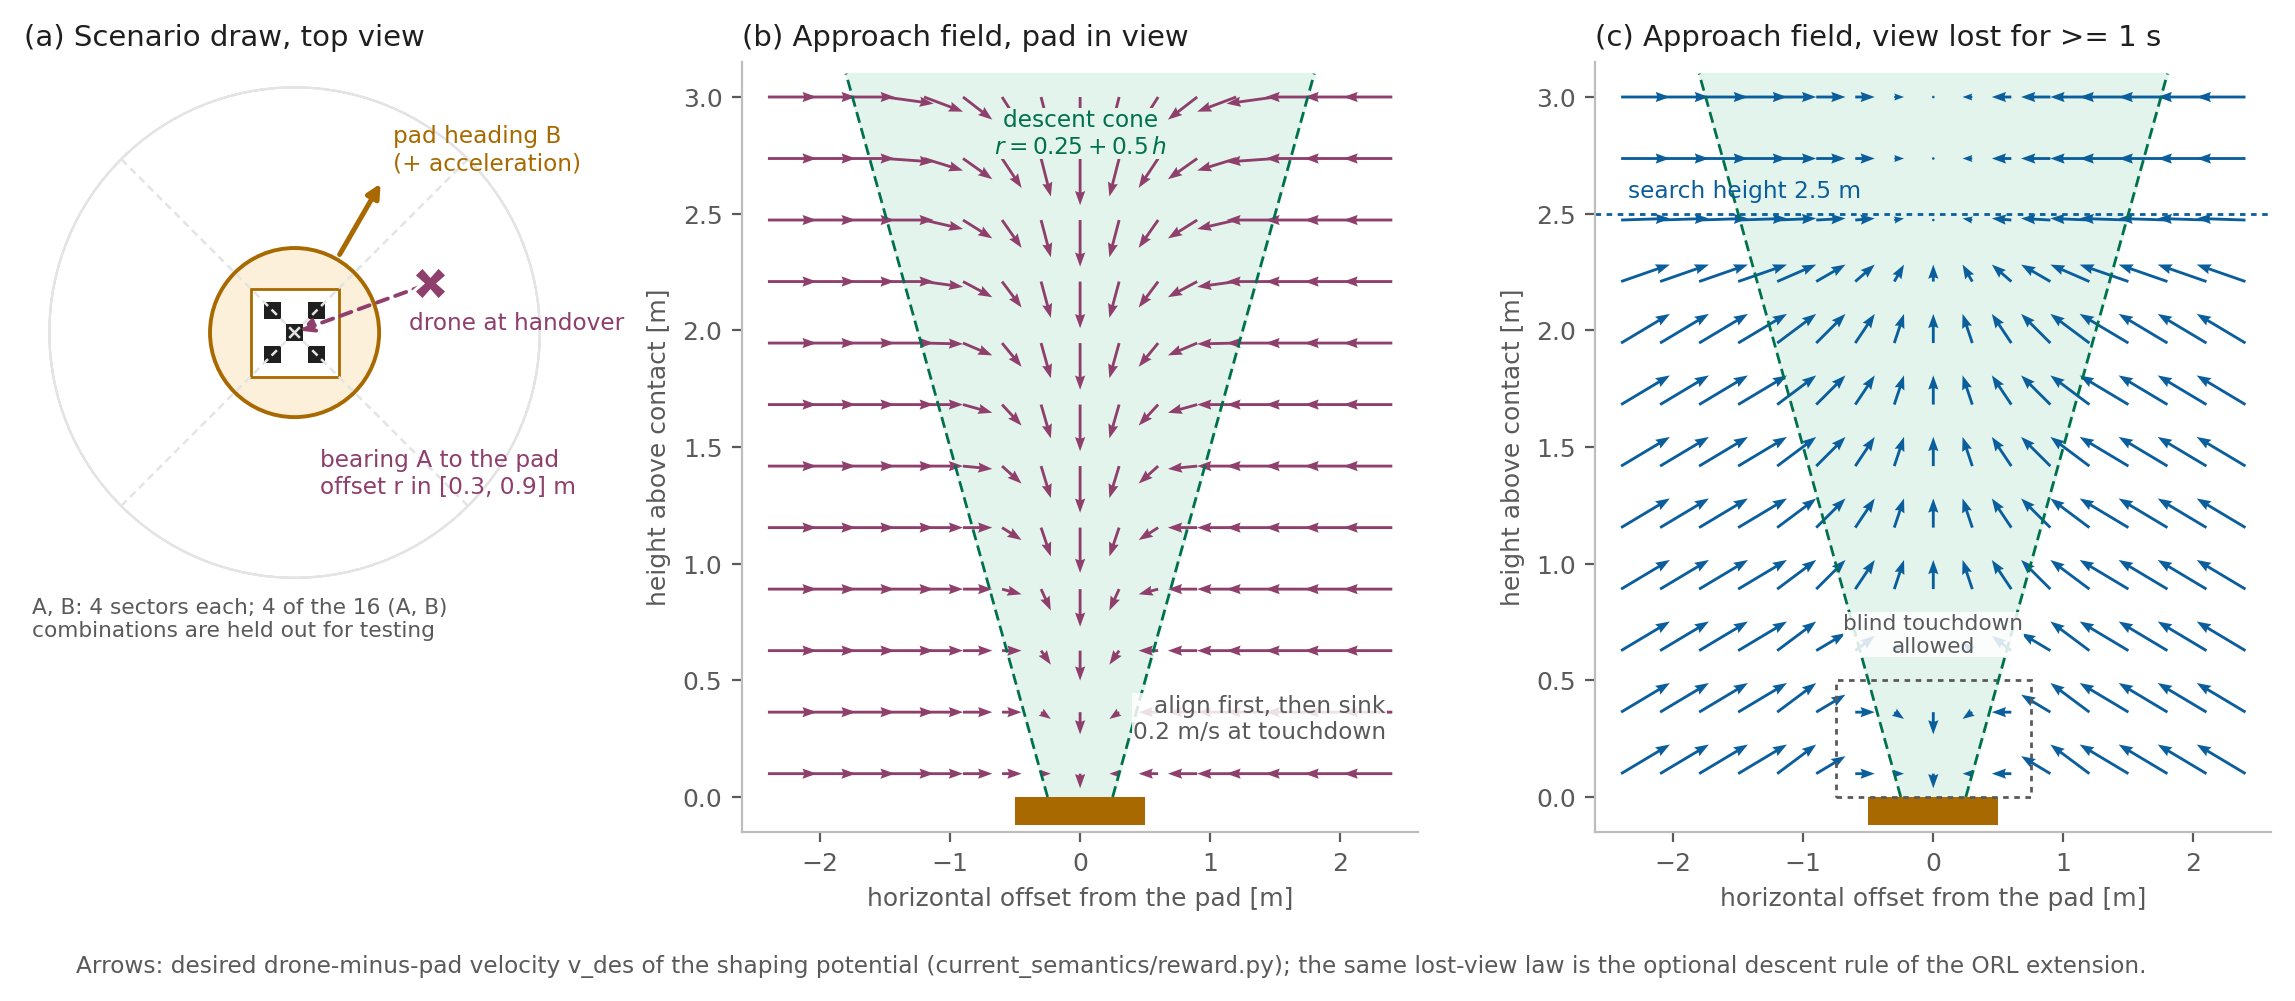 (a) Scenario draw, top view
pad heading B
(+ acceleration)
drone at handover
bearing A to the pad
offset r in [0.3, 0.9] m
A, B: 4 sectors each; 4 of the 16 (A, B)
combinations are held out for testing
(b) Approach field, pad in view
height above contact [m]
3.0
2.5
2.0
1.5
1.0
0.5
0.0
descent cone
r = 0.25 + 0.5 h
align first, then sink
0.2 m/s at touchdown
−2
−1
0
1
2
horizontal offset from the pad [m]
(c) Approach field, view lost for >= 1 s
height above contact [m]
3.0
2.5
2.0
1.5
1.0
0.5
0.0
search height 2.5 m
blind touchdown
allowed
−2
−1
0
1
2
horizontal offset from the pad [m]
Arrows: desired drone-minus-pad velocity v_des of the shaping potential (current_semantics/reward.py); the same lost-view law is the optional descent rule of the ORL extension.